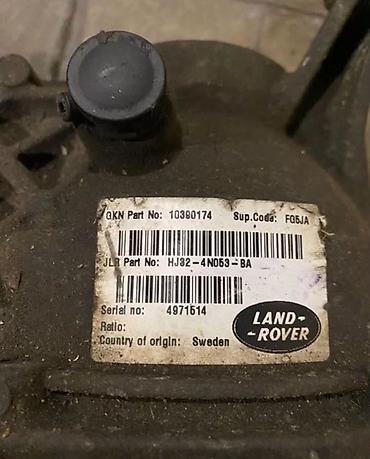 GKN Part No: 10390174 Sup.Code: FG5JA
JLR Part No: HJ32-4N053-BA
Serial no: 4971514
Ratio:
Country of origin: Sweden
LAND-
-ROVER